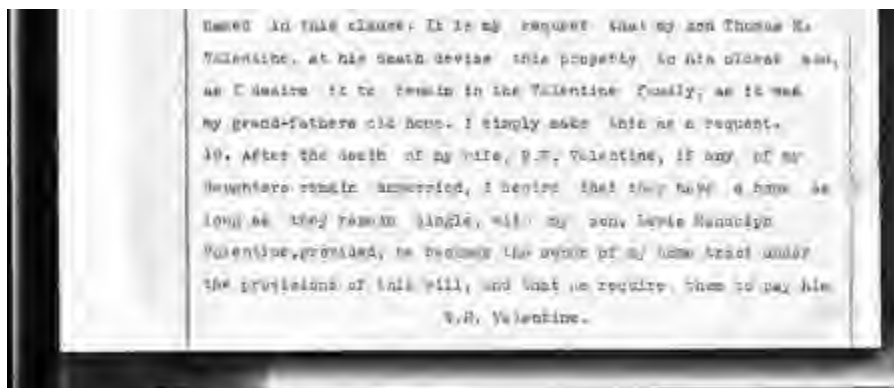 named in this clause. It is my request that my son Thomas H.
Valentine, at his death devise this property to his oldest son,
as I desire it to remain in the Valentine family, as it was
my grand-fathers old home. I simply make this as a request.
10. After the death of my wife, Valentine, if any of my
daughters remain unmarried, I desire that they have a home as
long as they remain single, with my son, Lewis Randolph
Valentine,provided, he becomes the owner of my home tract under
the provisions of this will, and that he require them to pay him
Valentine.